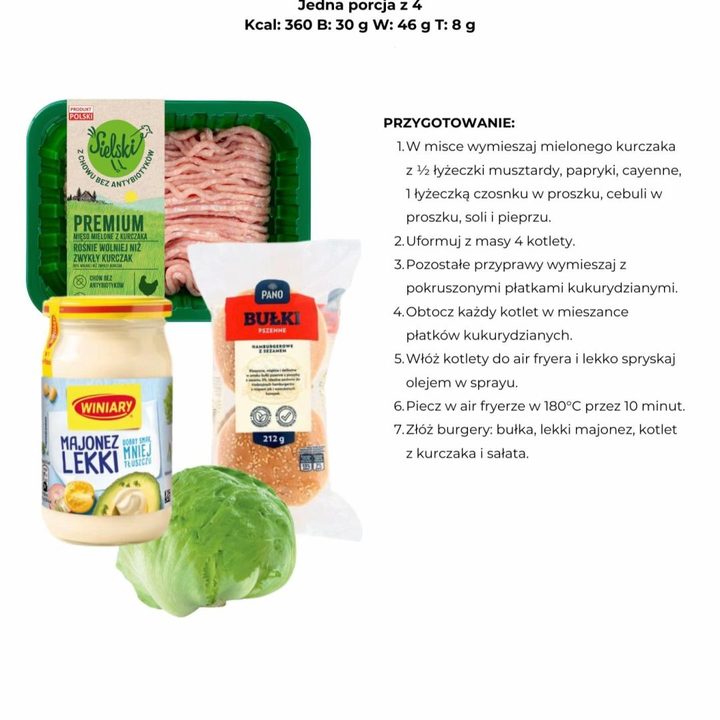 Jedna porcja z 4
Kcal: 360 B: 30 g W: 46 g T: 8 g
PRODUKT
POLSKI
Sielski
Z CHOWU BEZ ANTYBIOTYKÓW
PREMIUM
MIĘSO MIELONE Z KURCZAKA
ROŚNIE WOLNIEJ NIŻ
ZWYKŁY KURCZAK
CHÓW BEZ
ANTYBIOTYKÓW
PANO
BUŁKI
PSZENNE
HAMBURGEROWE
Z SEZAMEM
212 g
WINIARY
MAJONEZ
LEKKI
DOBRY SMAK,
MNIEJ
TŁUSZCZU
PRZYGOTOWANIE:
1. W misce wymieszaj mielonego kurczaka
z ½ łyżeczki musztardy, papryki, cayenne,
1 łyżeczką czosnku w proszku, cebuli w
proszku, soli i pieprzu.
2. Uformuj z masy 4 kotlety.
3. Pozostałe przyprawy wymieszaj z
pokruszonymi płatkami kukurydzianymi.
4. Obtocz każdy kotlet w mieszance
płatków kukurydzianych.
5. Włóż kotlety do air fryera i lekko spryskaj
olejem w sprayu.
6. Piecz w air fryerze w 180°C przez 10 minut.
7. Złóż burgery: bułka, lekki majonez, kotlet
z kurczaka i sałata.